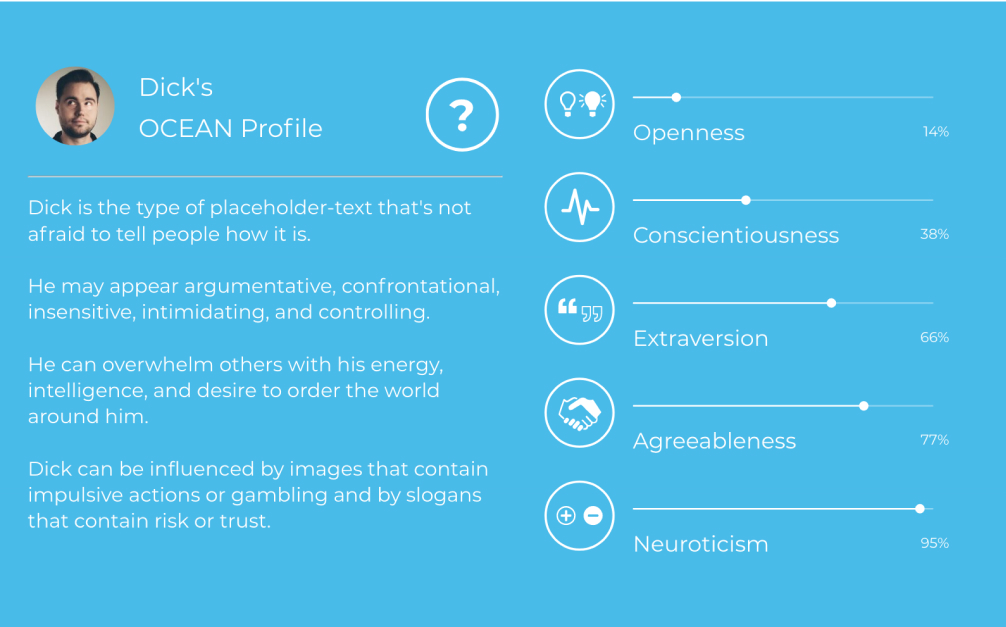 Dick's
OCEAN Profile
?
Dick is the type of placeholder-text that's not
afraid to tell people how it is.
He may appear argumentative, confrontational,
insensitive, intimidating, and controlling.
He can overwhelm others with his energy,
intelligence, and desire to order the world
around him.
Dick can be influenced by images that contain
impulsive actions or gambling and by slogans
that contain risk or trust.
Openness 14%
Conscientiousness 38%
Extraversion 66%
Agreeableness 77%
Neuroticism 95%